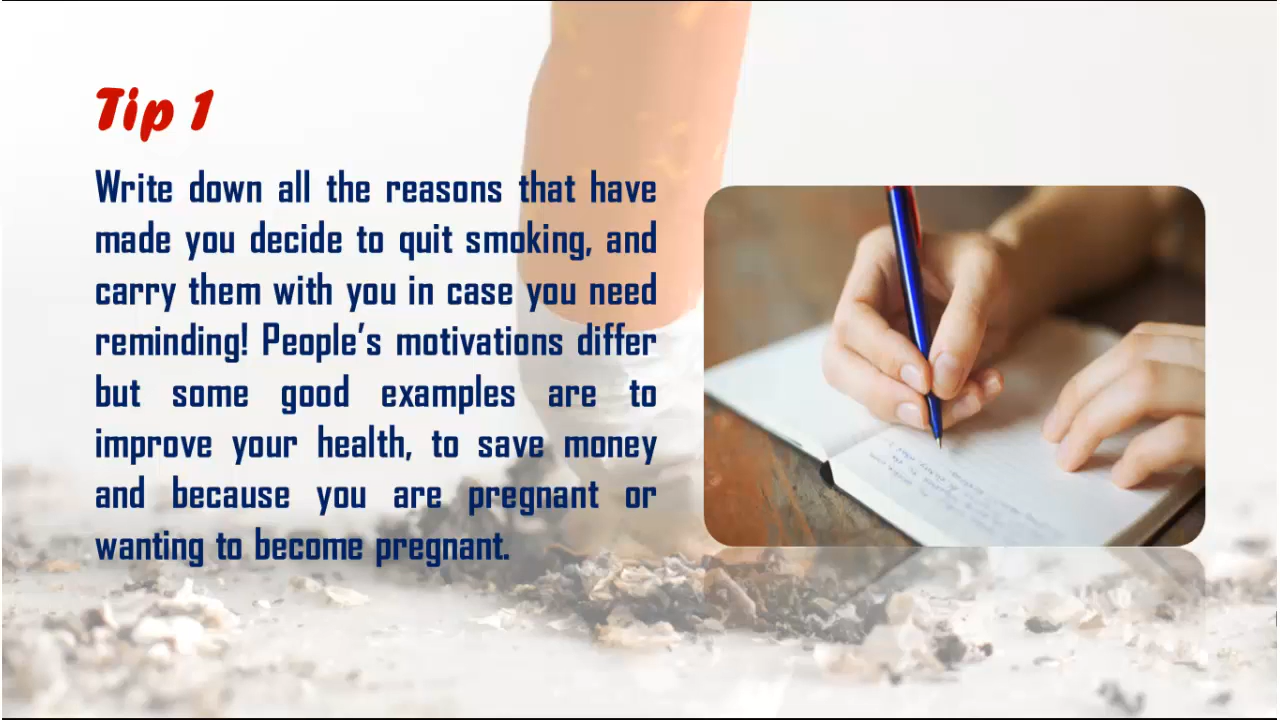 Tip 1
Write down all the reasons that have
made you decide to quit smoking, and
carry them with you in case you need
reminding! People’s motivations differ
but some good examples are to
improve your health, to save money
and because you are pregnant or
wanting to become pregnant.